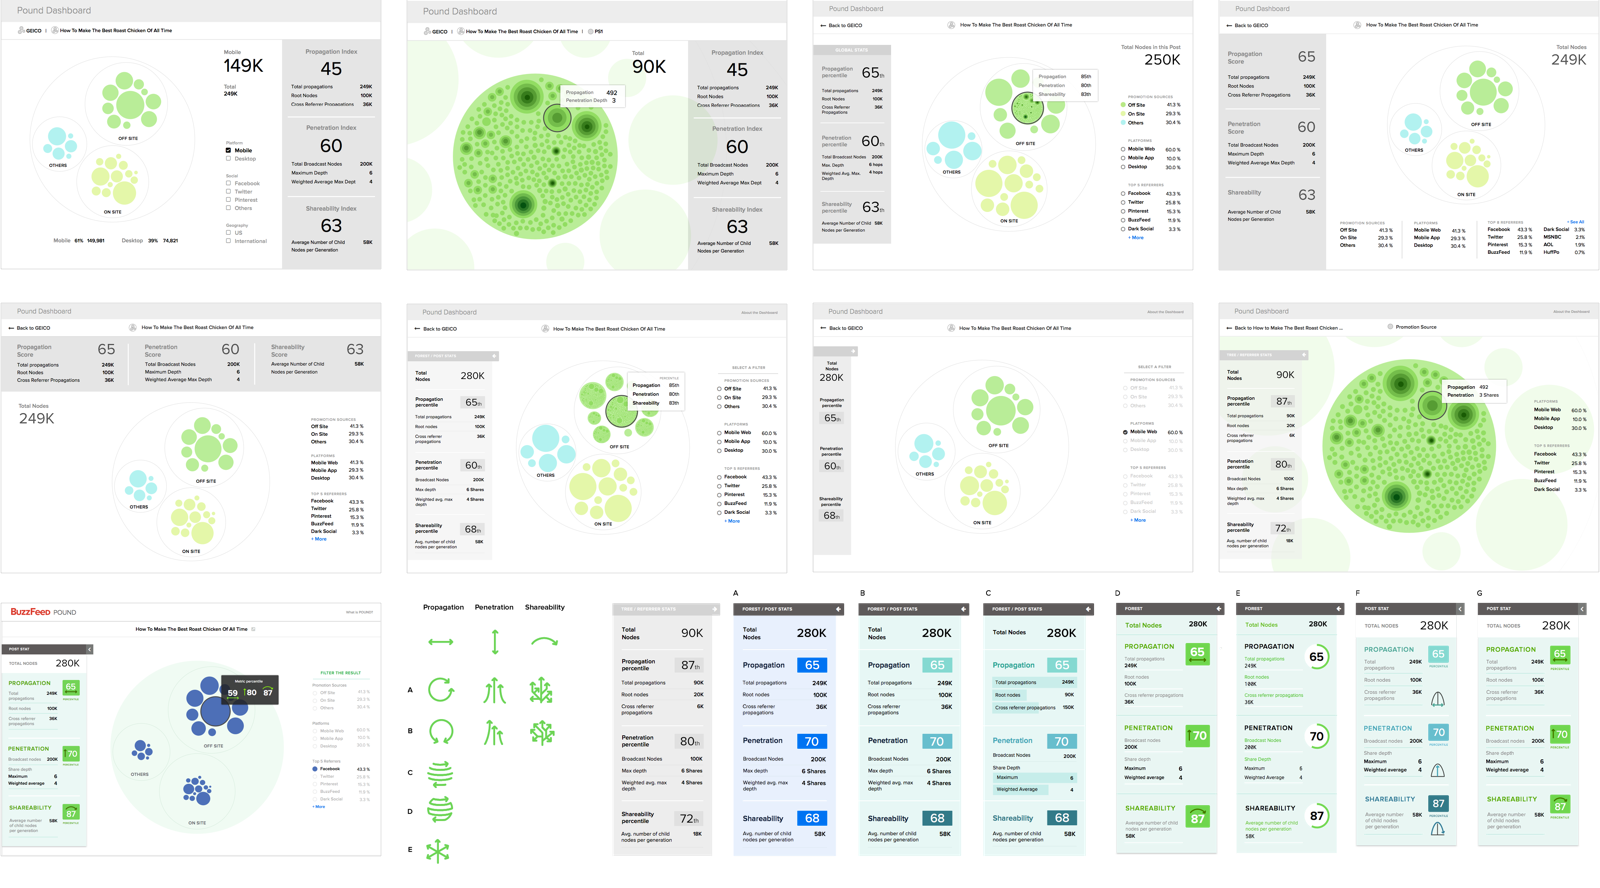 Pound Dashboard
GEICO | How To Make The Best Roast Chicken Of All Time
Mobile
149K
Total
249K
Platform
Mobile
Desktop
Social
Facebook
Twitter
Pinterest
Others
Geography
US
International
OFF SITE
OTHERS
ON SITE
Mobile 61% 149,981 Desktop 39% 74,821
Propagation Index
45
Total propagations 249K
Root Nodes 100K
Cross Referrer Propagations 36K
Penetration Index
60
Total Broadcast Nodes 200K
Maximum Depth 6
Weighted Average Max Dept 4
Shareability Index
63
Average Number of Child Nodes per Generation 58K
Pound Dashboard
GEICO | How To Make The Best Roast Chicken Of All Time | PS1
Total
90K
Propagation 492
Penetration Depth 3
Propagation Index
45
Total propagations 249K
Root Nodes 100K
Cross Referrer Propagations 36K
Penetration Index
60
Total Broadcast Nodes 200K
Maximum Depth 6
Weighted Average Max Dept 4
Shareability Index
63
Average Number of Child Nodes per Generation 58K
Pound Dashboard
← Back to GEICO
How To Make The Best Roast Chicken Of All Time
GLOBAL STATS
Propagation percentile 65th
Total propagations 249K
Root Nodes 100K
Cross Referrer Propagations 36K
Penetration percentile 60th
Total Broadcast Nodes 200K
Max. Depth 6 hops
Weighted Avg. Max. Depth 4 hops
Shareability percentile 63th
Average Number of Child Nodes per Generation 58K
Propagation 85th
Penetration 80th
Shareability 83th
OFF SITE
OTHERS
ON SITE
Total Nodes in this Post
250K
PROMOTION SOURCES
Off Site 41.3 %
On Site 29.3 %
Others 30.4 %
PLATFORMS
Mobile Web 60.0 %
Mobile App 10.0 %
Desktop 30.0 %
TOP 5 REFERRERS
Facebook 43.3 %
Twitter 25.8 %
Pinterest 15.3 %
BuzzFeed 11.9 %
Dark Social 3.3 %
+ More
Pound Dashboard
← Back to GEICO
How To Make The Best Roast Chicken Of All Time
Propagation Score 65
Total propagations 249K
Root Nodes 100K
Cross Referrer Propagations 36K
Penetration Score 60
Total Broadcast Nodes 200K
Maximum Depth 6
Weighted Average Max Depth 4
Shareability 63
Average Number of Child Nodes per Generation 58K
Total Nodes
249K
OFF SITE
OTHERS
ON SITE
PROMOTION SOURCES
Off Site 41.3 %
On Site 29.3 %
Others 30.4 %
PLATFORMS
Mobile Web 41.3 %
Mobile App 29.3 %
Desktop 30.4 %
TOP 5 REFERRERS
+ See All
Facebook 43.3 % Dark Social 3.3%
Twitter 25.8 % MSNBC 2.1%
Pinterest 15.3 % AOL 1.9%
BuzzFeed 11.9 % HuffPo 0.7%
Pound Dashboard
← Back to GEICO
How To Make The Best Roast Chicken Of All Time
Propagation Score 65
Total propagations 249K
Root Nodes 100K
Cross Referrer Propagations 36K
Penetration Score 60
Total Broadcast Nodes 200K
Maximum Depth 6
Weighted Average Max Depth 4
Shareability Score 63
Average Number of Child Nodes per Generation 58K
Total Nodes
249K
OFF SITE
OTHERS
ON SITE
PROMOTION SOURCES
Off Site 41.3 %
On Site 29.3 %
Others 30.4 %
PLATFORMS
Mobile Web 41.3 %
Mobile App 29.3 %
Desktop 30.4 %
TOP 5 REFERRERS
Facebook 43.3 %
Twitter 25.8 %
Pinterest 15.3 %
BuzzFeed 11.9 %
Dark Social 3.3 %
+ More
Pound Dashboard
About the Dashboard
← Back to GEICO
How To Make The Best Roast Chicken Of All Time
FOREST / POST STATS
Total Nodes 280K
Propagation percentile 65th
Total propagations 249K
Root nodes 100K
Cross referrer propagations 36K
Penetration percentile 60th
Broadcast Nodes 200K
Max depth 6 Shares
Weighted avg. max depth 4 Shares
Shareability percentile 68th
Avg. number of child nodes per generation 58K
PERCENTILE
Propagation 85th
Penetration 80th
Shareability 83th
OFF SITE
OTHERS
ON SITE
SELECT A FILTER
PROMOTION SOURCES
Off Site 41.3 %
On Site 29.3 %
Others 30.4 %
PLATFORMS
Mobile Web 60.0 %
Mobile App 10.0 %
Desktop 30.0 %
TOP 5 REFERRERS
Facebook 43.3 %
Twitter 25.8 %
Pinterest 15.3 %
BuzzFeed 11.9 %
Dark Social 3.3 %
+ More
Pound Dashboard
About the Dashboard
← Back to GEICO
How To Make The Best Roast Chicken Of All Time
Total Nodes
280K
Propagation percentile
65th
Penetration percentile
60th
Shareability percentile
68th
OFF SITE
OTHERS
ON SITE
SELECT A FILTER
PROMOTION SOURCES
Off Site 41.3 %
On Site 29.3 %
Others 30.4 %
PLATFORMS
Mobile Web 60.0 %
Mobile App 10.0 %
Desktop 30.0 %
TOP 5 REFERRERS
Facebook 43.3 %
Twitter 25.8 %
Pinterest 15.3 %
BuzzFeed 11.9 %
Dark Social 3.3 %
+ More
Pound Dashboard
About the Dashboard
← Back to How to Make The Best Roast Chicken ...
Promotion Source
TREE / REFERRER STATS
Total Nodes 90K
Propagation percentile 87th
Total propagations 90K
Root nodes 20K
Cross referrer propagations 6K
Penetration percentile 80th
Broadcast Nodes 100K
Max depth 6 Shares
Weighted avg. max depth 4 Shares
Shareability percentile 72th
Avg. number of child nodes per generation 18K
Propagation 492
Penetration 3 Shares
PLATFORMS
Mobile Web 60.0 %
Mobile App 10.0 %
Desktop 30.0 %
TOP 5 REFERRERS
Facebook 43.3 %
Twitter 25.8 %
Pinterest 15.3 %
BuzzFeed 11.9 %
Dark Social 3.3 %
BuzzFeed POUND
What is POUND?
How To Make The Best Roast Chicken Of All Time
POST STAT
TOTAL NODES 280K
PROPAGATION 65
Total propagations 249K
PERCENTILE
Root nodes 100K
Cross referrer propagations 36K
PENETRATION 70
Broadcast nodes 200K
PERCENTILE
Share depth
Maximum 6
Weighted average 4
SHAREABILITY 87
Average number of child nodes per generation 58K
PERCENTILE
Metric percentile
59 80 87
OFF SITE
OTHERS
ON SITE
FILTER THE RESULT
Promotion Sources
Off Site 41.3 %
On Site 29.3 %
Others 30.4 %
Platforms
Mobile Web 60.0 %
Mobile App 10.0 %
Desktop 30.0 %
Top 5 Referrers
Facebook 43.3 %
Twitter 25.8 %
Pinterest 15.3 %
BuzzFeed 11.9 %
Dark Social 3.3 %
+ More
Propagation Penetration Shareability
A
B
C
D
E
TREE / REFERRER STATS
Total Nodes 90K
Propagation percentile 87th
Total propagations 90K
Root nodes 20K
Cross referrer propagations 6K
Penetration percentile 80th
Broadcast Nodes 100K
Max depth 6 Shares
Weighted avg. max depth 4 Shares
Shareability percentile 72th
Avg. number of child nodes per generation 18K
A
FOREST / POST STATS
Total Nodes 280K
Propagation 65
Total propagations 249K
Root nodes 100K
Cross referrer propagations 36K
Penetration 70
Broadcast Nodes 200K
Max depth 6 Shares
Weighted avg. max depth 4 Shares
Shareability 68
Avg. number of child nodes per generation 58K
B
FOREST / POST STATS
Total Nodes 280K
Propagation 65
Total propagations 249K
Root nodes 100K
Cross referrer propagations 36K
Penetration 70
Broadcast Nodes 200K
Max depth 6 Shares
Weighted avg. max depth 4 Shares
Shareability 68
Avg. number of child nodes per generation 58K
C
FOREST / POST STATS
Total Nodes 280K
Propagation 65
Total propagations 249K
Root nodes 90K
Cross referrer propagations 150K
Penetration 70
Broadcast Nodes 200K
Share Depth
Maximum 6
Weighted Average 4
Shareability 68
Avg. number of child nodes per generation 58K
D
FOREST
Total Nodes 280K
PROPAGATION 65
Total propagations
249K
Root nodes
100K
Cross referrer propagations
36K
PENETRATION 70
Broadcast nodes
200K
Share depth
Maximum 6
Weighted average 4
SHAREABILITY 87
Average number of child nodes per generation
58K
E
FOREST
Total Nodes 280K
PROPAGATION 65
Total propagations
249K
Root nodes
100K
Cross referrer propagations
36K
PENETRATION 70
Broadcast nodes
200K
Share Depth
Maximum 6
Weighted average 4
SHAREABILITY 87
Average number of child nodes per generation
58K
F
POST STAT
TOTAL NODES 280K
PROPAGATION 65
Total propagations 249K
PERCENTILE
Root nodes 100K
Cross referrer propagations 36K
PENETRATION 70
Broadcast nodes 200K
PERCENTILE
Share depth
Maximum 6
Weighted average 4
SHAREABILITY 87
Average number of child nodes per generation 58K
PERCENTILE
G
POST STAT
TOTAL NODES 280K
PROPAGATION 65
Total propagations 249K
PERCENTILE
Root nodes 100K
Cross referrer propagations 36K
PENETRATION 70
Broadcast nodes 200K
PERCENTILE
Share depth
Maximum 6
Weighted average 4
SHAREABILITY 87
Average number of child nodes per generation 58K
PERCENTILE